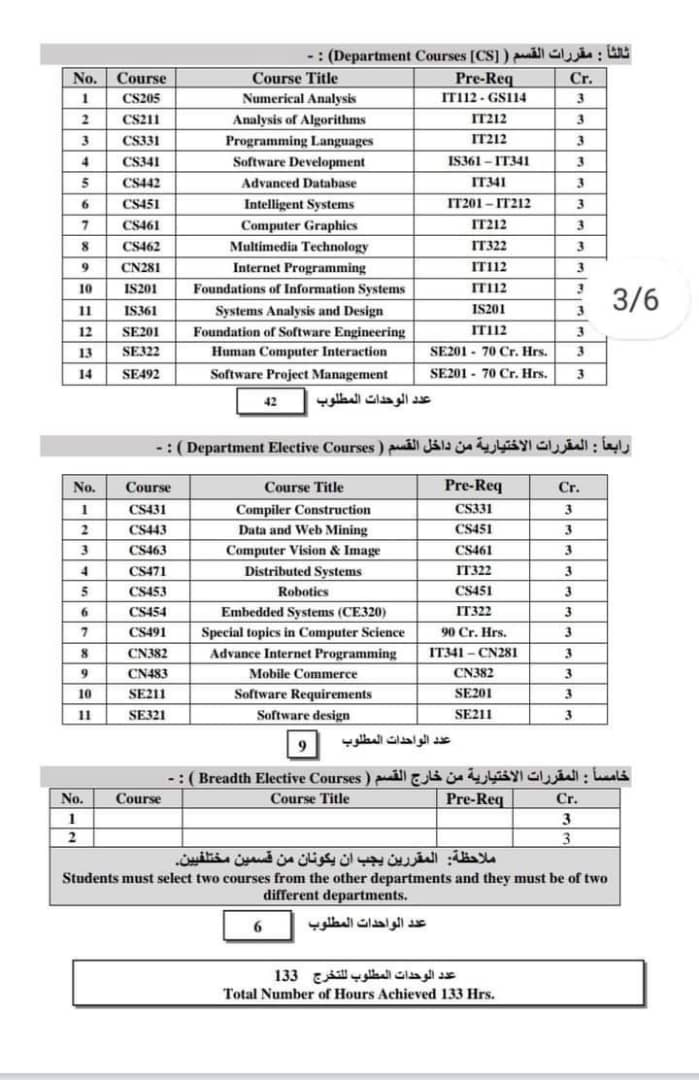 ثالثاً : مقررات القسم ( Department Courses [CS]) : -
No. Course Course Title Pre-Req Cr.
1 CS205 Numerical Analysis IT112 - GS114 3
2 CS211 Analysis of Algorithms IT212 3
3 CS331 Programming Languages IT212 3
4 CS341 Software Development IS361 – IT341 3
5 CS442 Advanced Database IT341 3
6 CS451 Intelligent Systems IT201 – IT212 3
7 CS461 Computer Graphics IT212 3
8 CS462 Multimedia Technology IT322 3
9 CN281 Internet Programming IT112 3
10 IS201 Foundations of Information Systems IT112 3
3/6
11 IS361 Systems Analysis and Design IS201 3
12 SE201 Foundation of Software Engineering IT112 3
13 SE322 Human Computer Interaction SE201 - 70 Cr. Hrs. 3
14 SE492 Software Project Management SE201 - 70 Cr. Hrs. 3
عدد الوحدات المطلوب 42
رابعاً : المقررات الاختيارية من داخل القسم ( Department Elective Courses ) : -
No. Course Course Title Pre-Req Cr.
1 CS431 Compiler Construction CS331 3
2 CS443 Data and Web Mining CS451 3
3 CS463 Computer Vision & Image CS461 3
4 CS471 Distributed Systems IT322 3
5 CS453 Robotics CS451 3
6 CS454 Embedded Systems (CE320) IT322 3
7 CS491 Special topics in Computer Science 90 Cr. Hrs. 3
8 CN382 Advance Internet Programming IT341 – CN281 3
9 CN483 Mobile Commerce CN382 3
10 SE211 Software Requirements SE201 3
11 SE321 Software design SE211 3
عدد الواحدات المطلوب 9
خامساً : المقررات الاختيارية من خارج القسم ( Breadth Elective Courses ) : -
No. Course Course Title Pre-Req Cr.
1 3
2 3
ملاحظة: المقررين يجب ان يكونان من قسمين مختلفيين.
Students must select two courses from the other departments and they must be of two
different departments.
عدد الواحدات المطلوب 6
عدد الوحدات المطلوب للتخرج 133
Total Number of Hours Achieved 133 Hrs.